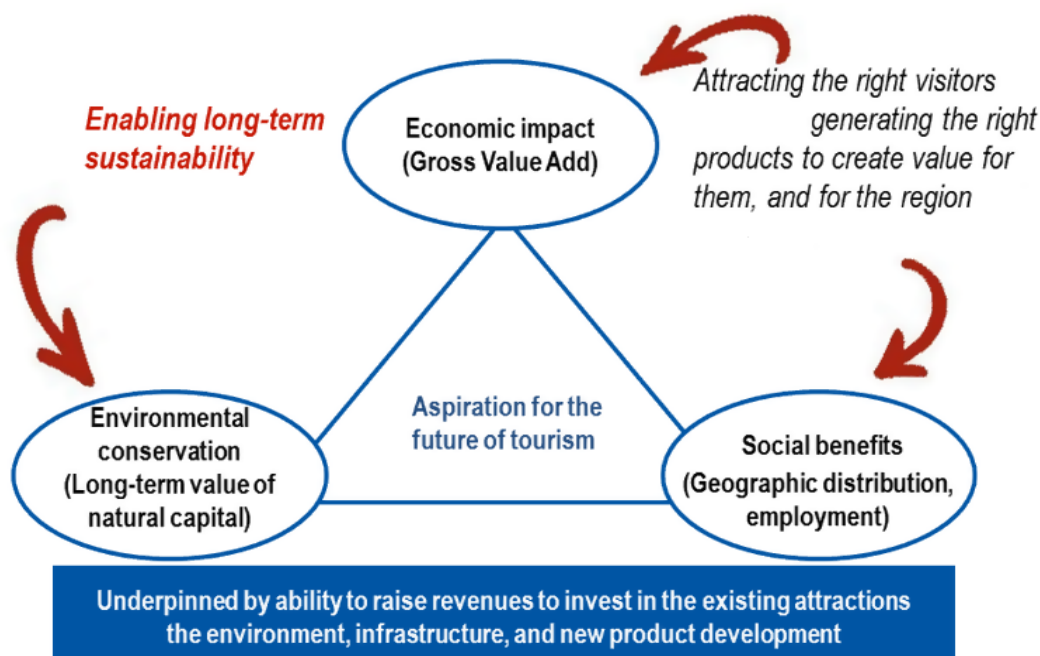 Enabling long-term
sustainability
Economic impact
(Gross Value Add)
Attracting the right visitors
generating the right
products to create value for
them, and for the region
Aspiration for the
future of tourism
Environmental
conservation
(Long-term value of
natural capital)
Social benefits
(Geographic distribution,
employment)
Underpinned by ability to raise revenues to invest in the existing attractions
the environment, infrastructure, and new product development